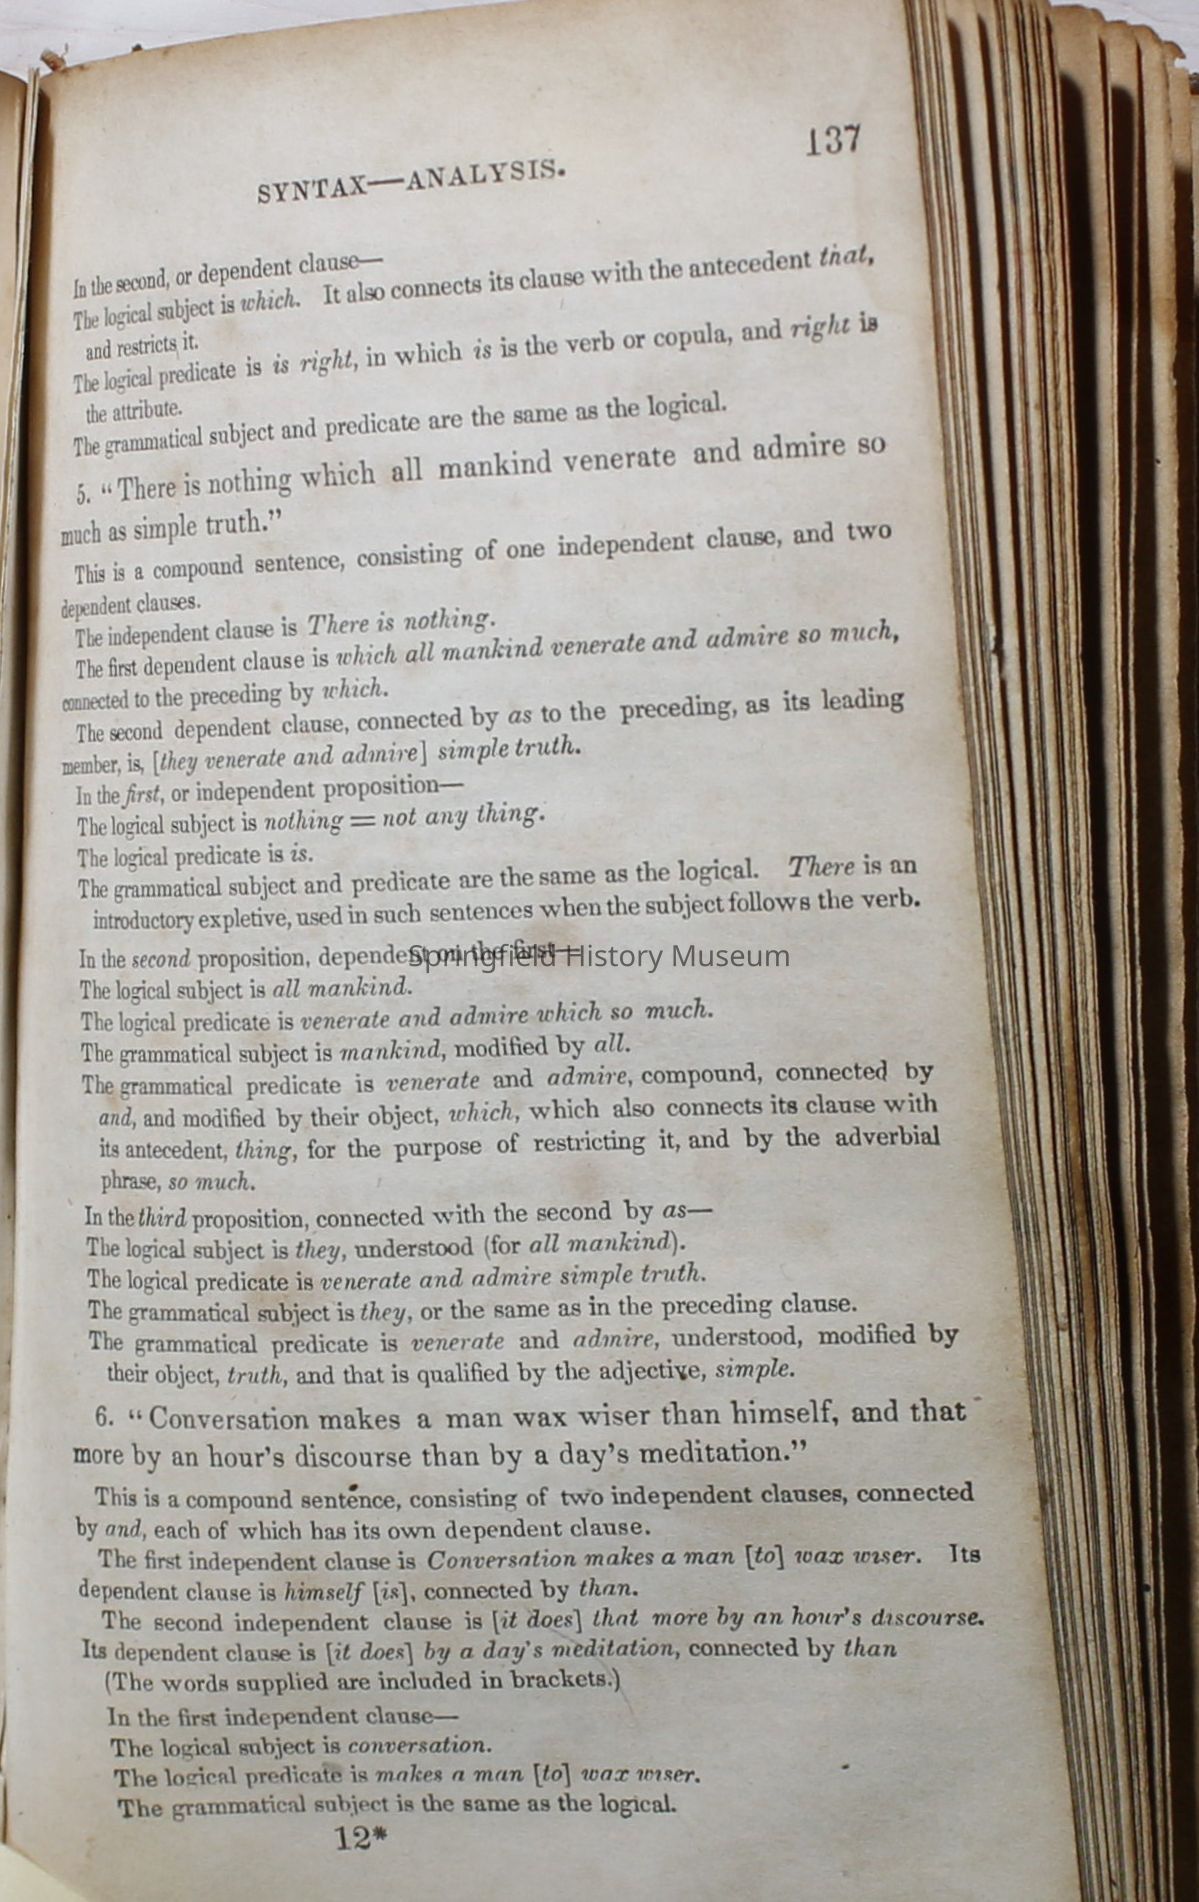 137
SYNTAX—ANALYSIS.
In the second, or dependent clause—
The logical subject is which. It also connects its clause with the antecedent that,
and restricts it.
The logical predicate is is right, in which is is the verb or copula, and right is
the attribute.
The grammatical subject and predicate are the same as the logical.
5. “There is nothing which all mankind venerate and admire so
much as simple truth.”
This is a compound sentence, consisting of one independent clause, and two
dependent clauses.
The independent clause is There is nothing.
The first dependent clause is which all mankind venerate and admire so much,
connected to the preceding by which.
The second dependent clause, connected by as to the preceding, as its leading
member, is, [they venerate and admire] simple truth.
In the first, or independent proposition—
The logical subject is nothing = not any thing.
The logical predicate is is.
The grammatical subject and predicate are the same as the logical. There is an
introductory expletive, used in such sentences when the subject follows the verb.
In the second proposition, dependent on the first—
Springfield History Museum
The logical subject is all mankind.
The logical predicate is venerate and admire which so much.
The grammatical subject is mankind, modified by all.
The grammatical predicate is venerate and admire, compound, connected by
and, and modified by their object, which, which also connects its clause with
its antecedent, thing, for the purpose of restricting it, and by the adverbial
phrase, so much.
In the third proposition, connected with the second by as—
The logical subject is they, understood (for all mankind).
The logical predicate is venerate and admire simple truth.
The grammatical subject is they, or the same as in the preceding clause.
The grammatical predicate is venerate and admire, understood, modified by
their object, truth, and that is qualified by the adjective, simple.
6. “Conversation makes a man wax wiser than himself, and that
more by an hour’s discourse than by a day’s meditation.”
This is a compound sentence, consisting of two independent clauses, connected
by and, each of which has its own dependent clause.
The first independent clause is Conversation makes a man [to] wax wiser. Its
dependent clause is himself [is], connected by than.
The second independent clause is [it does] that more by an hour’s discourse.
Its dependent clause is [it does] by a day’s meditation, connected by than
(The words supplied are included in brackets.)
In the first independent clause—
The logical subject is conversation.
The logical predicate is makes a man [to] wax wiser.
The grammatical subject is the same as the logical.
12*